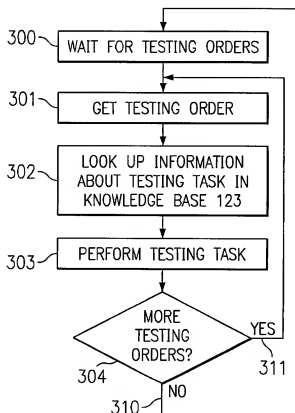 300
WAIT FOR TESTING ORDERS
301
GET TESTING ORDER
302
LOOK UP INFORMATION
ABOUT TESTING TASK IN
KNOWLEDGE BASE 123
303
PERFORM TESTING TASK
MORE
TESTING
ORDERS?
YES
304
311
NO
310